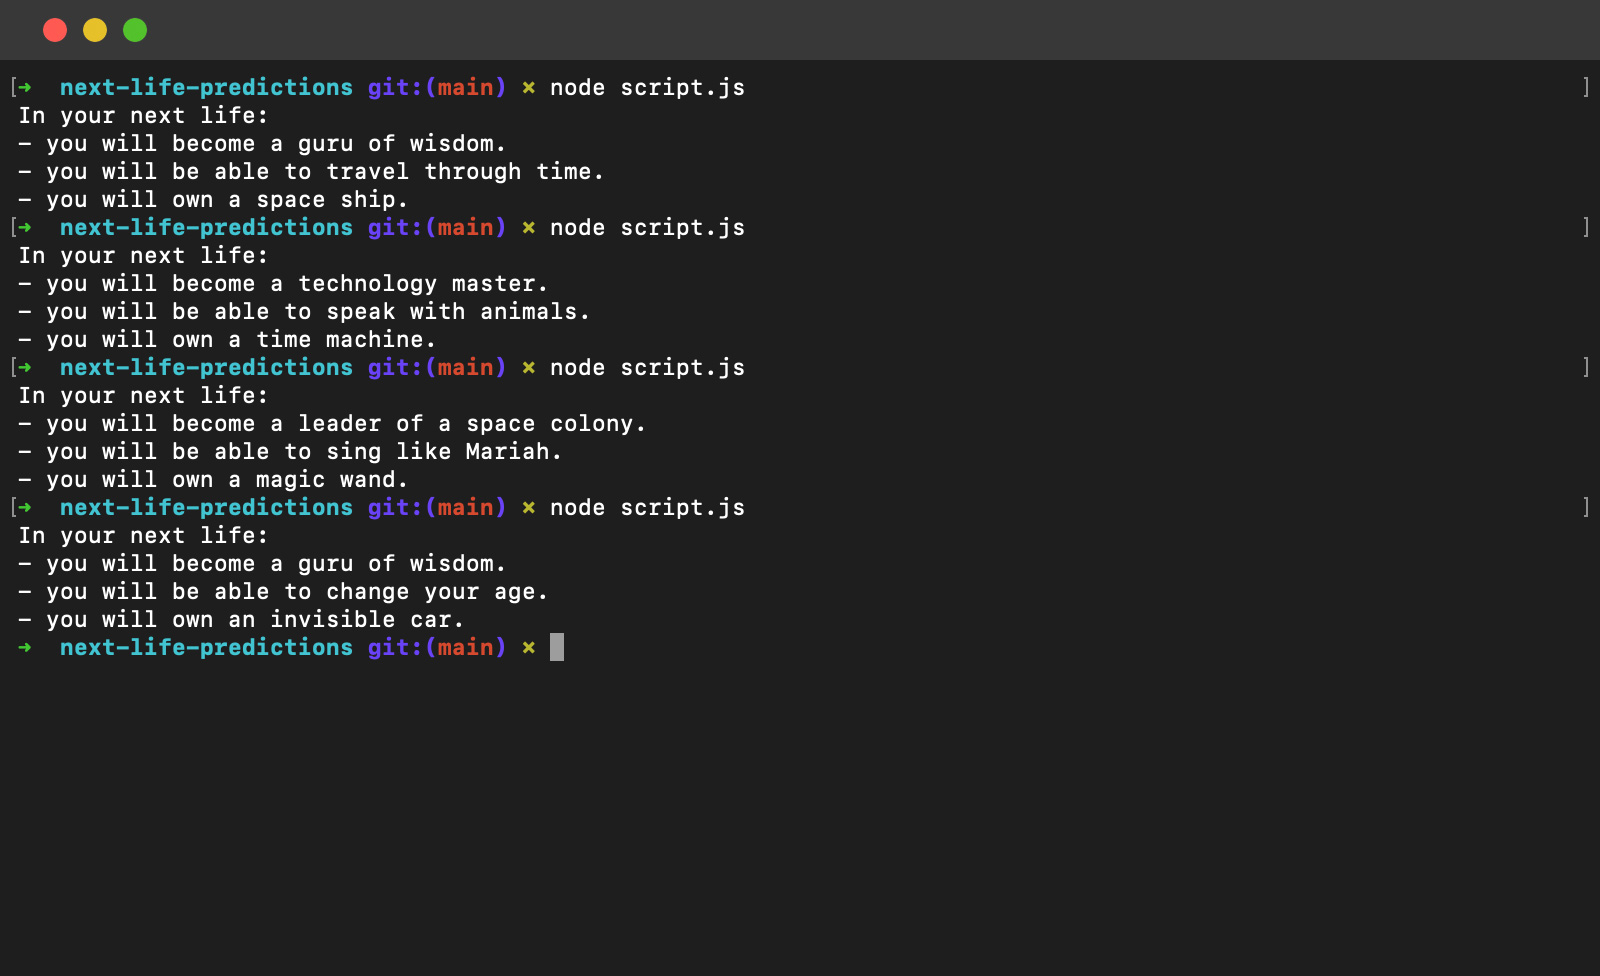 [➜  next-life-predictions git:(main) ✗ node script.js ]
In your next life:
– you will become a guru of wisdom.
– you will be able to travel through time.
– you will own a space ship.
[➜  next-life-predictions git:(main) ✗ node script.js ]
In your next life:
– you will become a technology master.
– you will be able to speak with animals.
– you will own a time machine.
[➜  next-life-predictions git:(main) ✗ node script.js ]
In your next life:
– you will become a leader of a space colony.
– you will be able to sing like Mariah.
– you will own a magic wand.
[➜  next-life-predictions git:(main) ✗ node script.js ]
In your next life:
– you will become a guru of wisdom.
– you will be able to change your age.
– you will own an invisible car.
➜  next-life-predictions git:(main) ✗